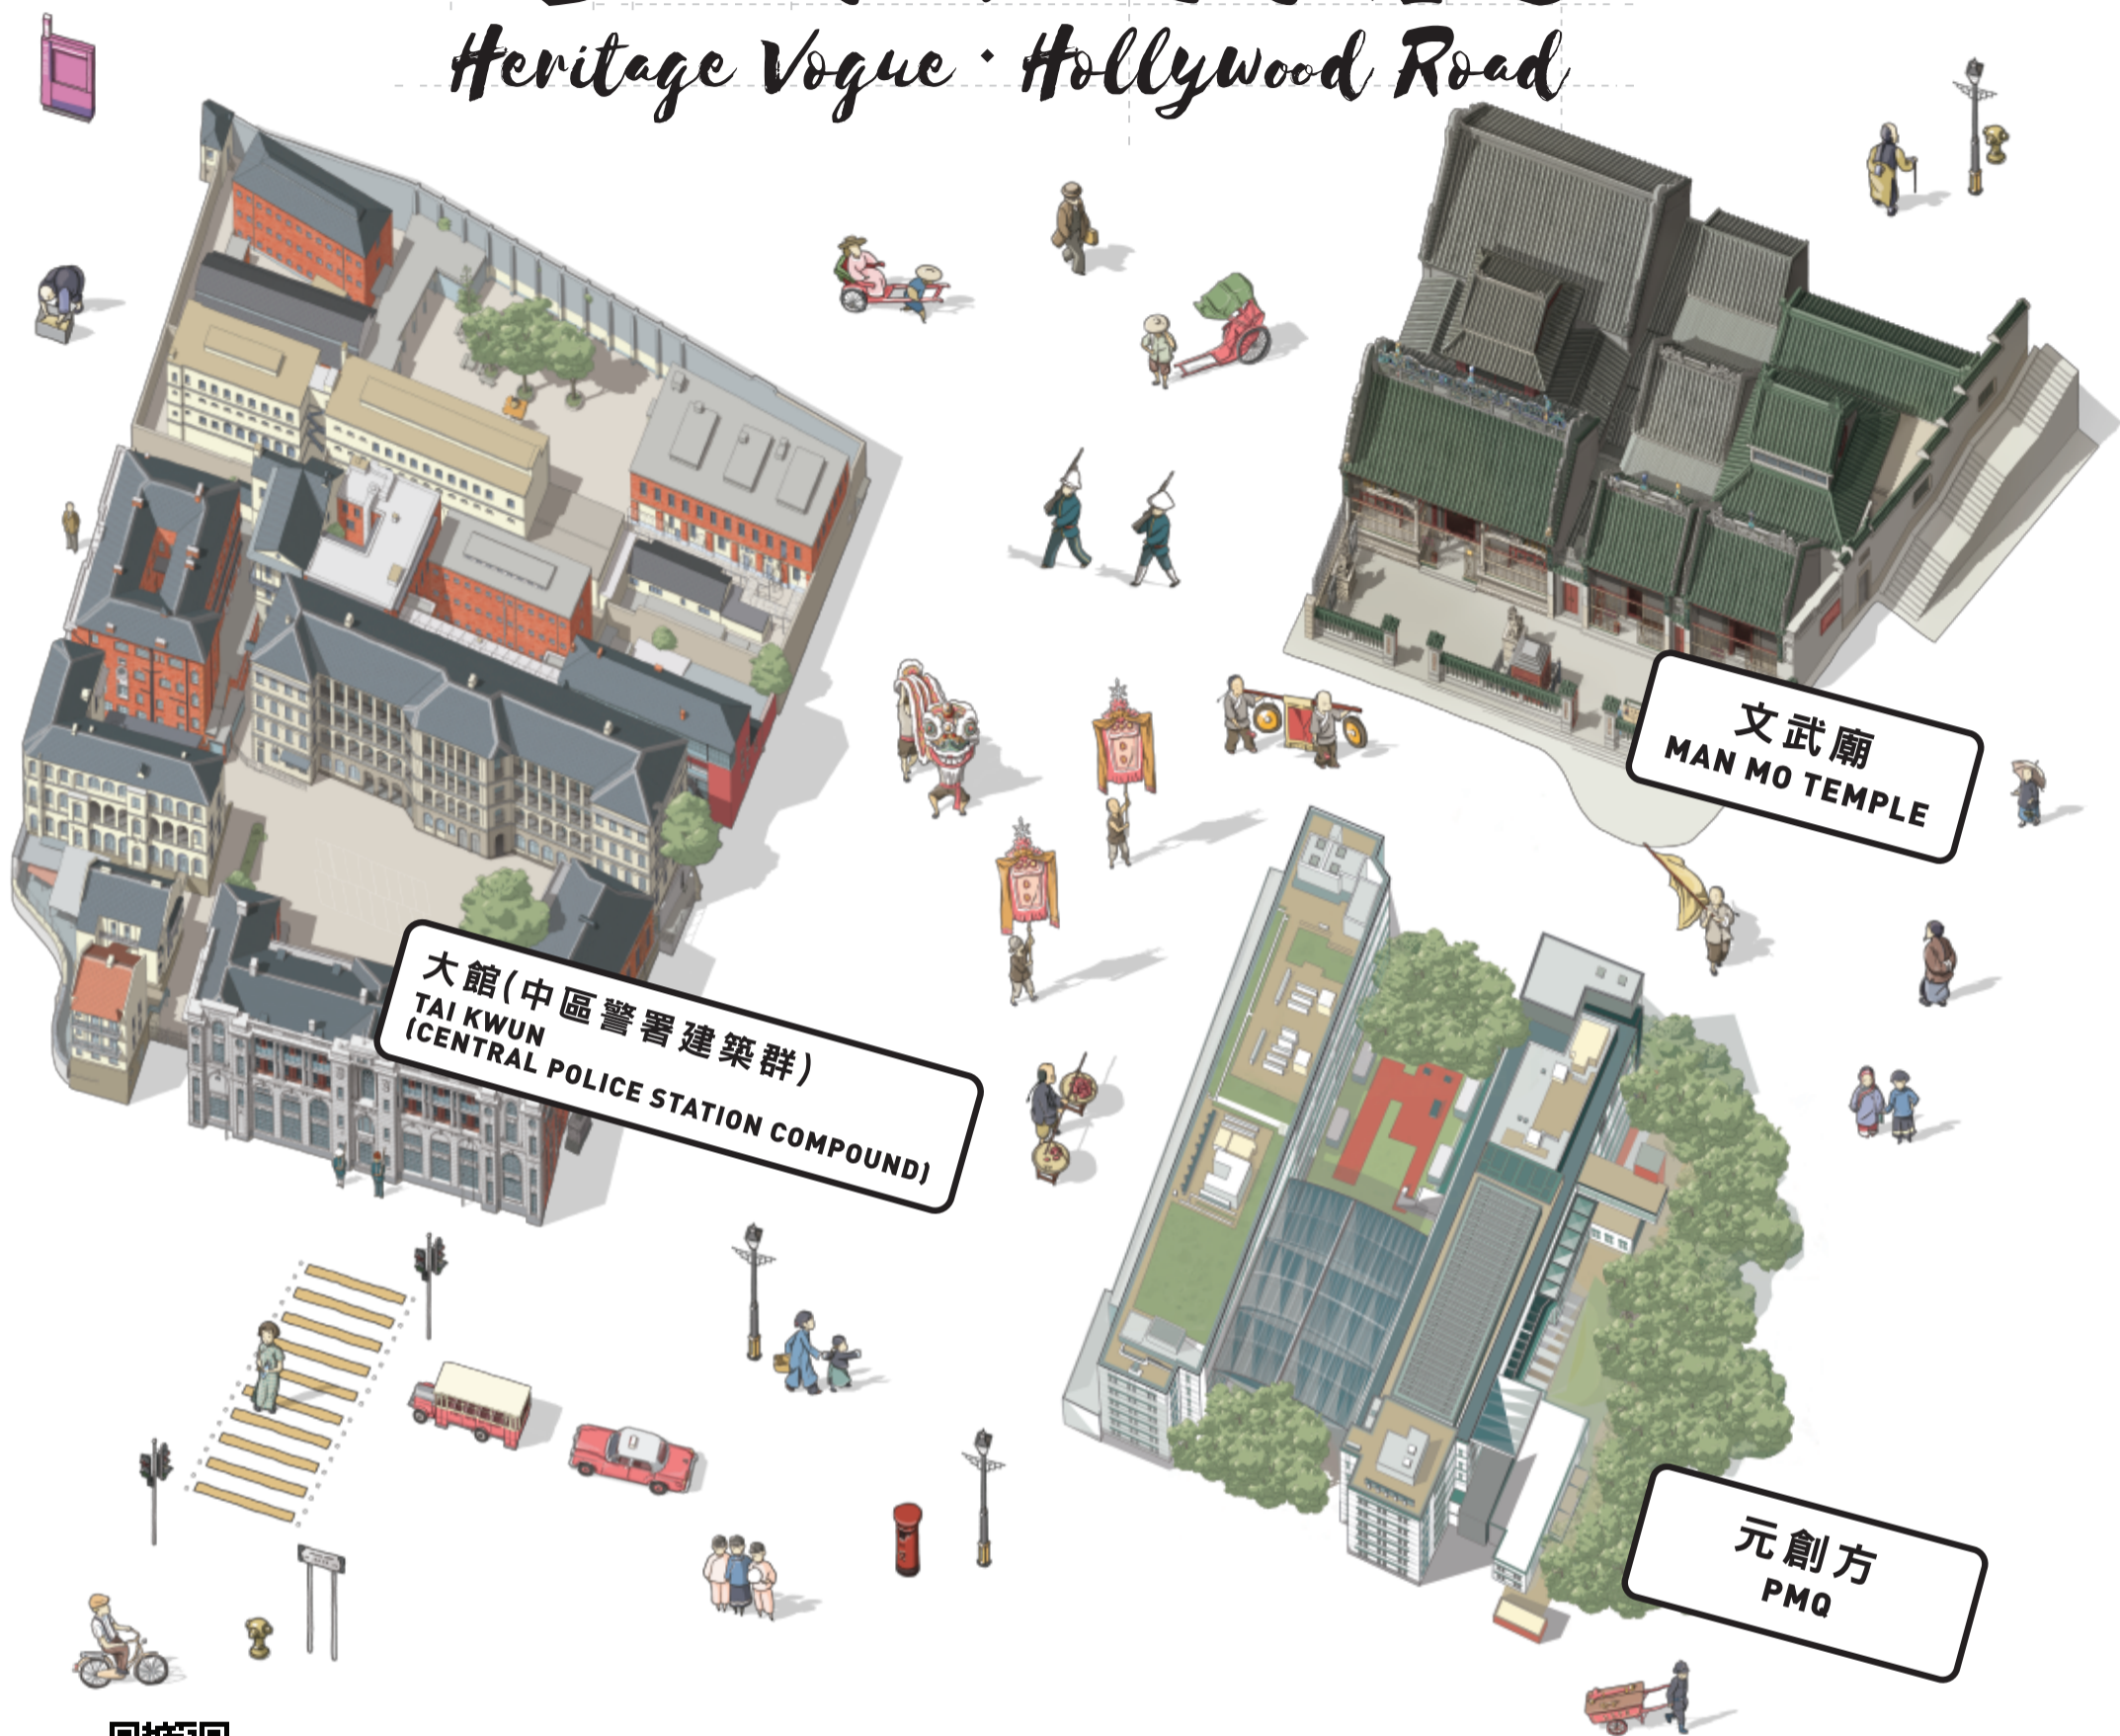 Heritage Vogue · Hollywood Road
文武廟
MAN MO TEMPLE
大館(中區警署建築群)
TAI KWUN
(CENTRAL POLICE STATION COMPOUND)
元創方
PMQ